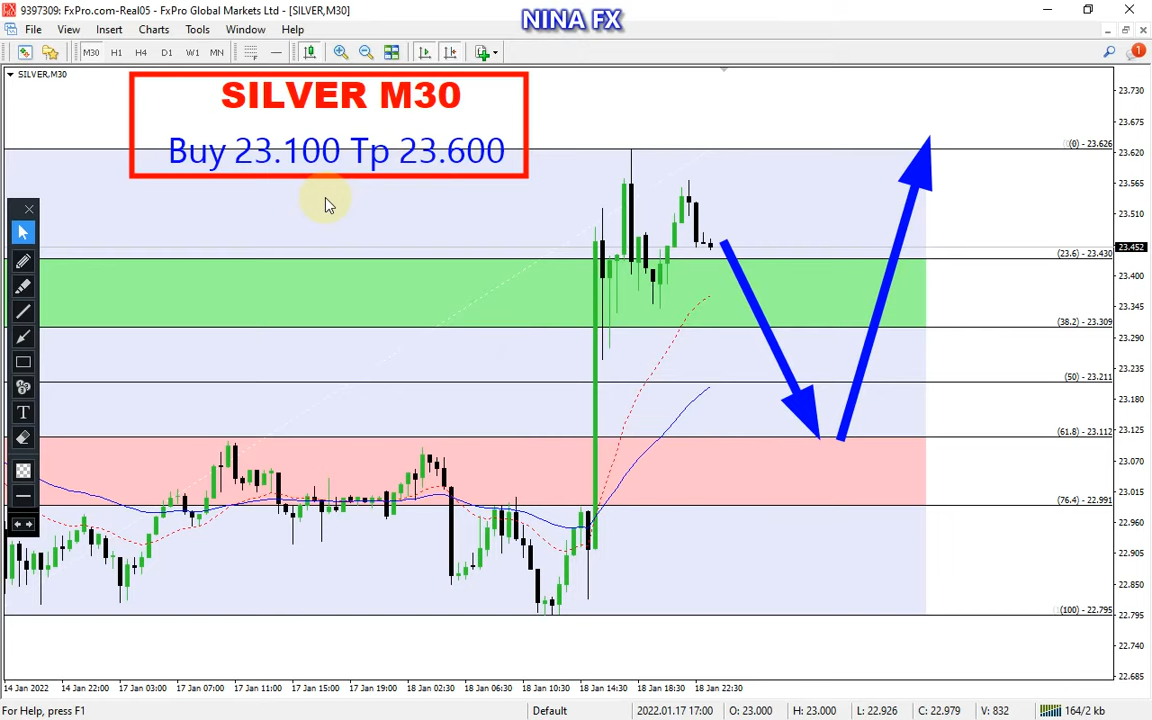 9397309: FxPro.com-Real05 - FxPro Global Markets Ltd - [SILVER,M30]
NINA FX
File View Insert Charts Tools Window Help
M30 H1 H4 D1 W1 MN
1
SILVER,M30
SILVER M30
Buy 23.100 Tp 23.600
23.730
23.675
(0) - 23.626
23.620
23.565
23.510
23.452
(23.6) - 23.430
23.400
23.345
(38.2) - 23.309
23.290
23.235
(50) - 23.211
23.180
(61.8) - 23.112
23.125
23.070
23.015
(76.4) - 22.991
22.960
22.905
22.850
(100) - 22.795
22.795
22.740
22.685
T
14 Jan 2022 14 Jan 22:00 17 Jan 03:00 17 Jan 07:00 17 Jan 11:00 17 Jan 15:00 17 Jan 19:00 18 Jan 02:30 18 Jan 06:30 18 Jan 10:30 18 Jan 14:30 18 Jan 18:30 18 Jan 22:30
For Help, press F1 Default 2022.01.17 17:00 O: 23.000 H: 23.000 L: 22.926 C: 22.979 V: 832 164/2 kb